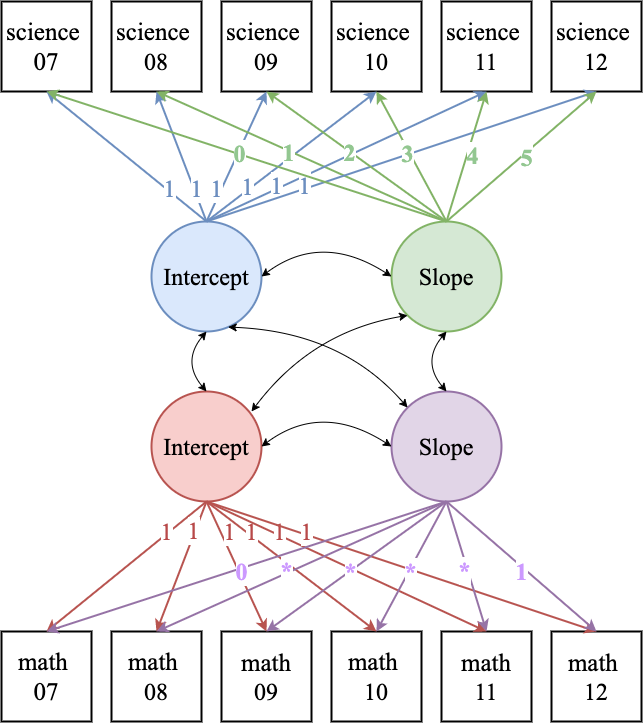 science science science science science science
07 08 09 10 11 12
0 1 2 3 4 5
1 1 1 1 1 1
Intercept Slope
Intercept Slope
1 1 1 1 1 1
0 * * * * 1
math math math math math math
07 08 09 10 11 12